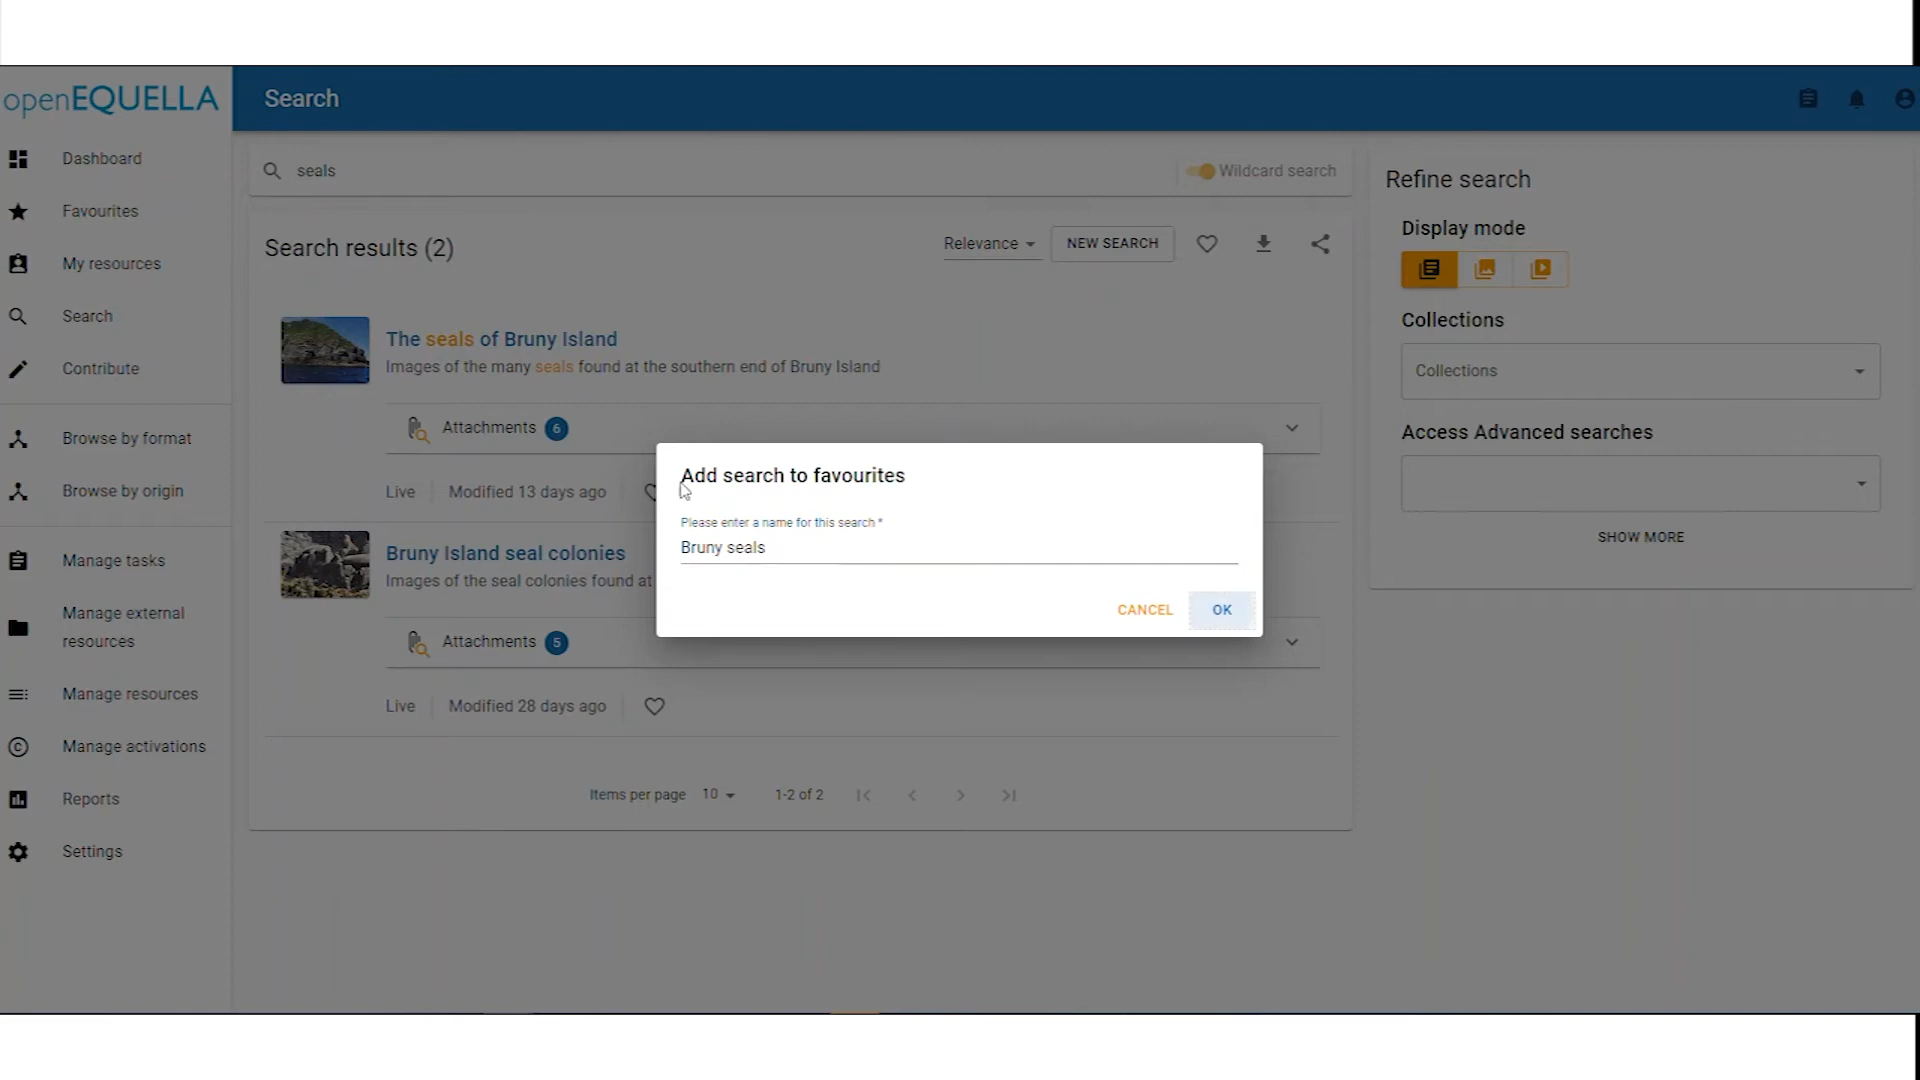 openEQUELLA
Search
Dashboard
Favourites
My resources
Search
Contribute
Browse by format
Browse by origin
Manage tasks
Manage external
resources
Manage resources
Manage activations
Reports
Settings
seals
Wildcard search
Search results (2)
Relevance
NEW SEARCH
The seals of Bruny Island
Images of the many seals found at the southern end of Bruny Island
Attachments 6
Live
Modified 13 days ago
Bruny Island seal colonies
Images of the seal colonies found at
Attachments 5
Live
Modified 28 days ago
Items per page 10
1-2 of 2
Add search to favourites
Please enter a name for this search *
Bruny seals
CANCEL
OK
Refine search
Display mode
Collections
Collections
Access Advanced searches
SHOW MORE